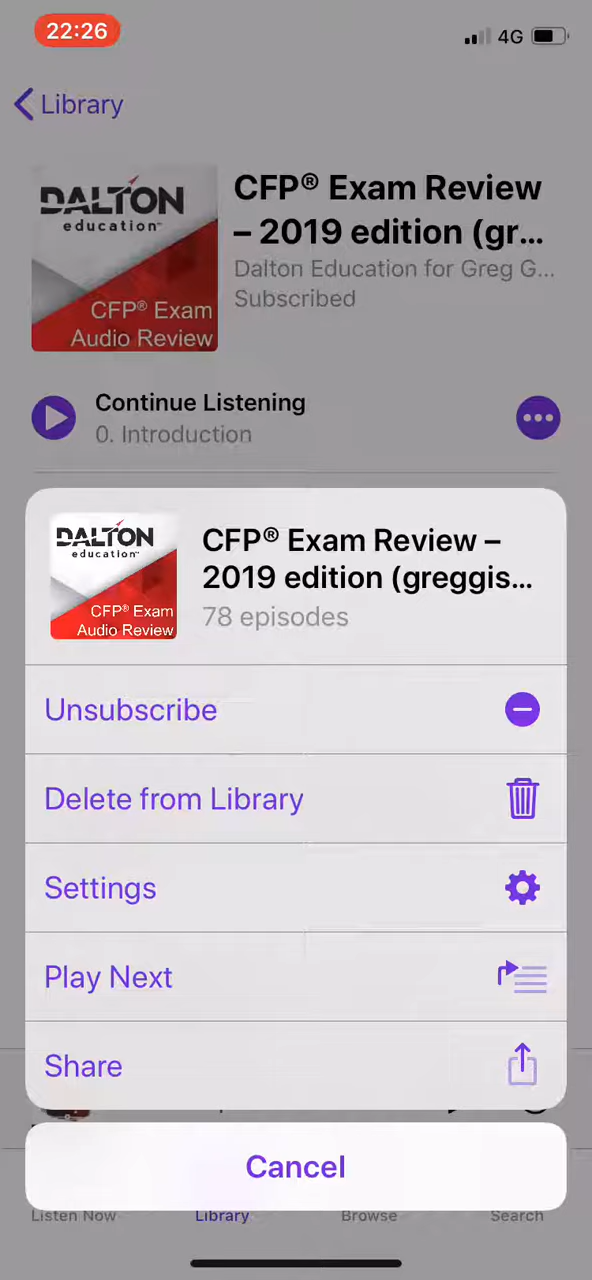 22:26
4G
Library
DALTON
education
CFP® Exam
Audio Review
CFP® Exam Review
– 2019 edition (gr...
Dalton Education for Greg G...
Subscribed
Continue Listening
0. Introduction
DALTON
education
CFP® Exam
Audio Review
CFP® Exam Review –
2019 edition (greggis...
78 episodes
Unsubscribe
Delete from Library
Settings
Play Next
Share
Cancel
Listen Now
Library
Browse
Search